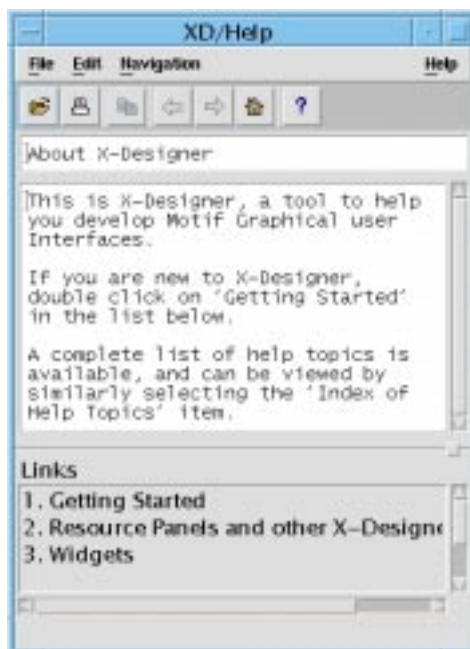 XD/Help
File Edit Navigation Help
?
About X-Designer
This is X-Designer, a tool to help
you develop Motif Graphical user
Interfaces.
If you are new to X-Designer,
double click on 'Getting Started'
in the list below.
A complete list of help topics is
available, and can be viewed by
similarly selecting the 'Index of
Help Topics' item.
Links
1. Getting Started
2. Resource Panels and other X-Designe
3. Widgets